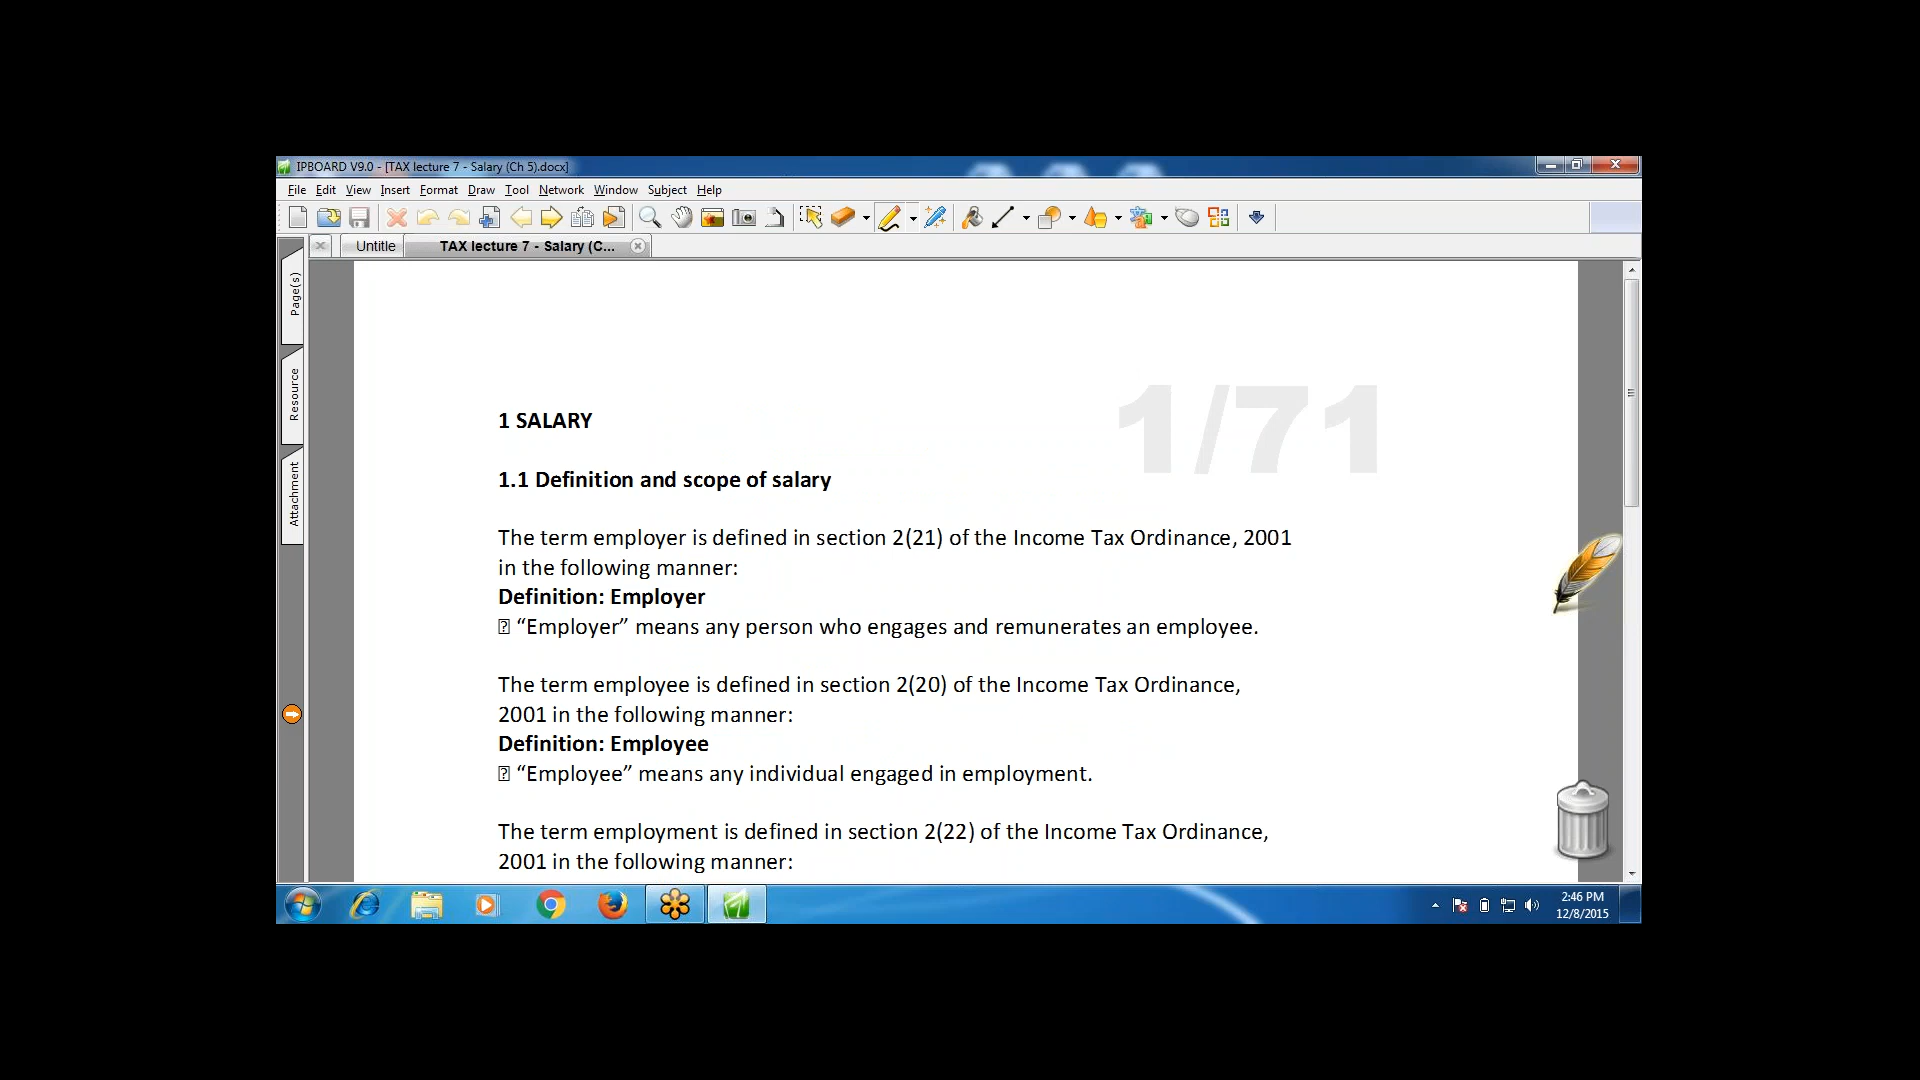 IPBOARD V9.0 - [TAX lecture 7 - Salary (Ch 5).docx]
File Edit View Insert Format Draw Tool Network Window Subject Help
Untitle TAX lecture 7 - Salary (C...
Page(s)
Resource
Attachment
1/71
1 SALARY
1.1 Definition and scope of salary
The term employer is defined in section 2(21) of the Income Tax Ordinance, 2001
in the following manner:
Definition: Employer
“Employer” means any person who engages and remunerates an employee.
The term employee is defined in section 2(20) of the Income Tax Ordinance,
2001 in the following manner:
Definition: Employee
“Employee” means any individual engaged in employment.
The term employment is defined in section 2(22) of the Income Tax Ordinance,
2001 in the following manner:
2:46 PM
12/8/2015